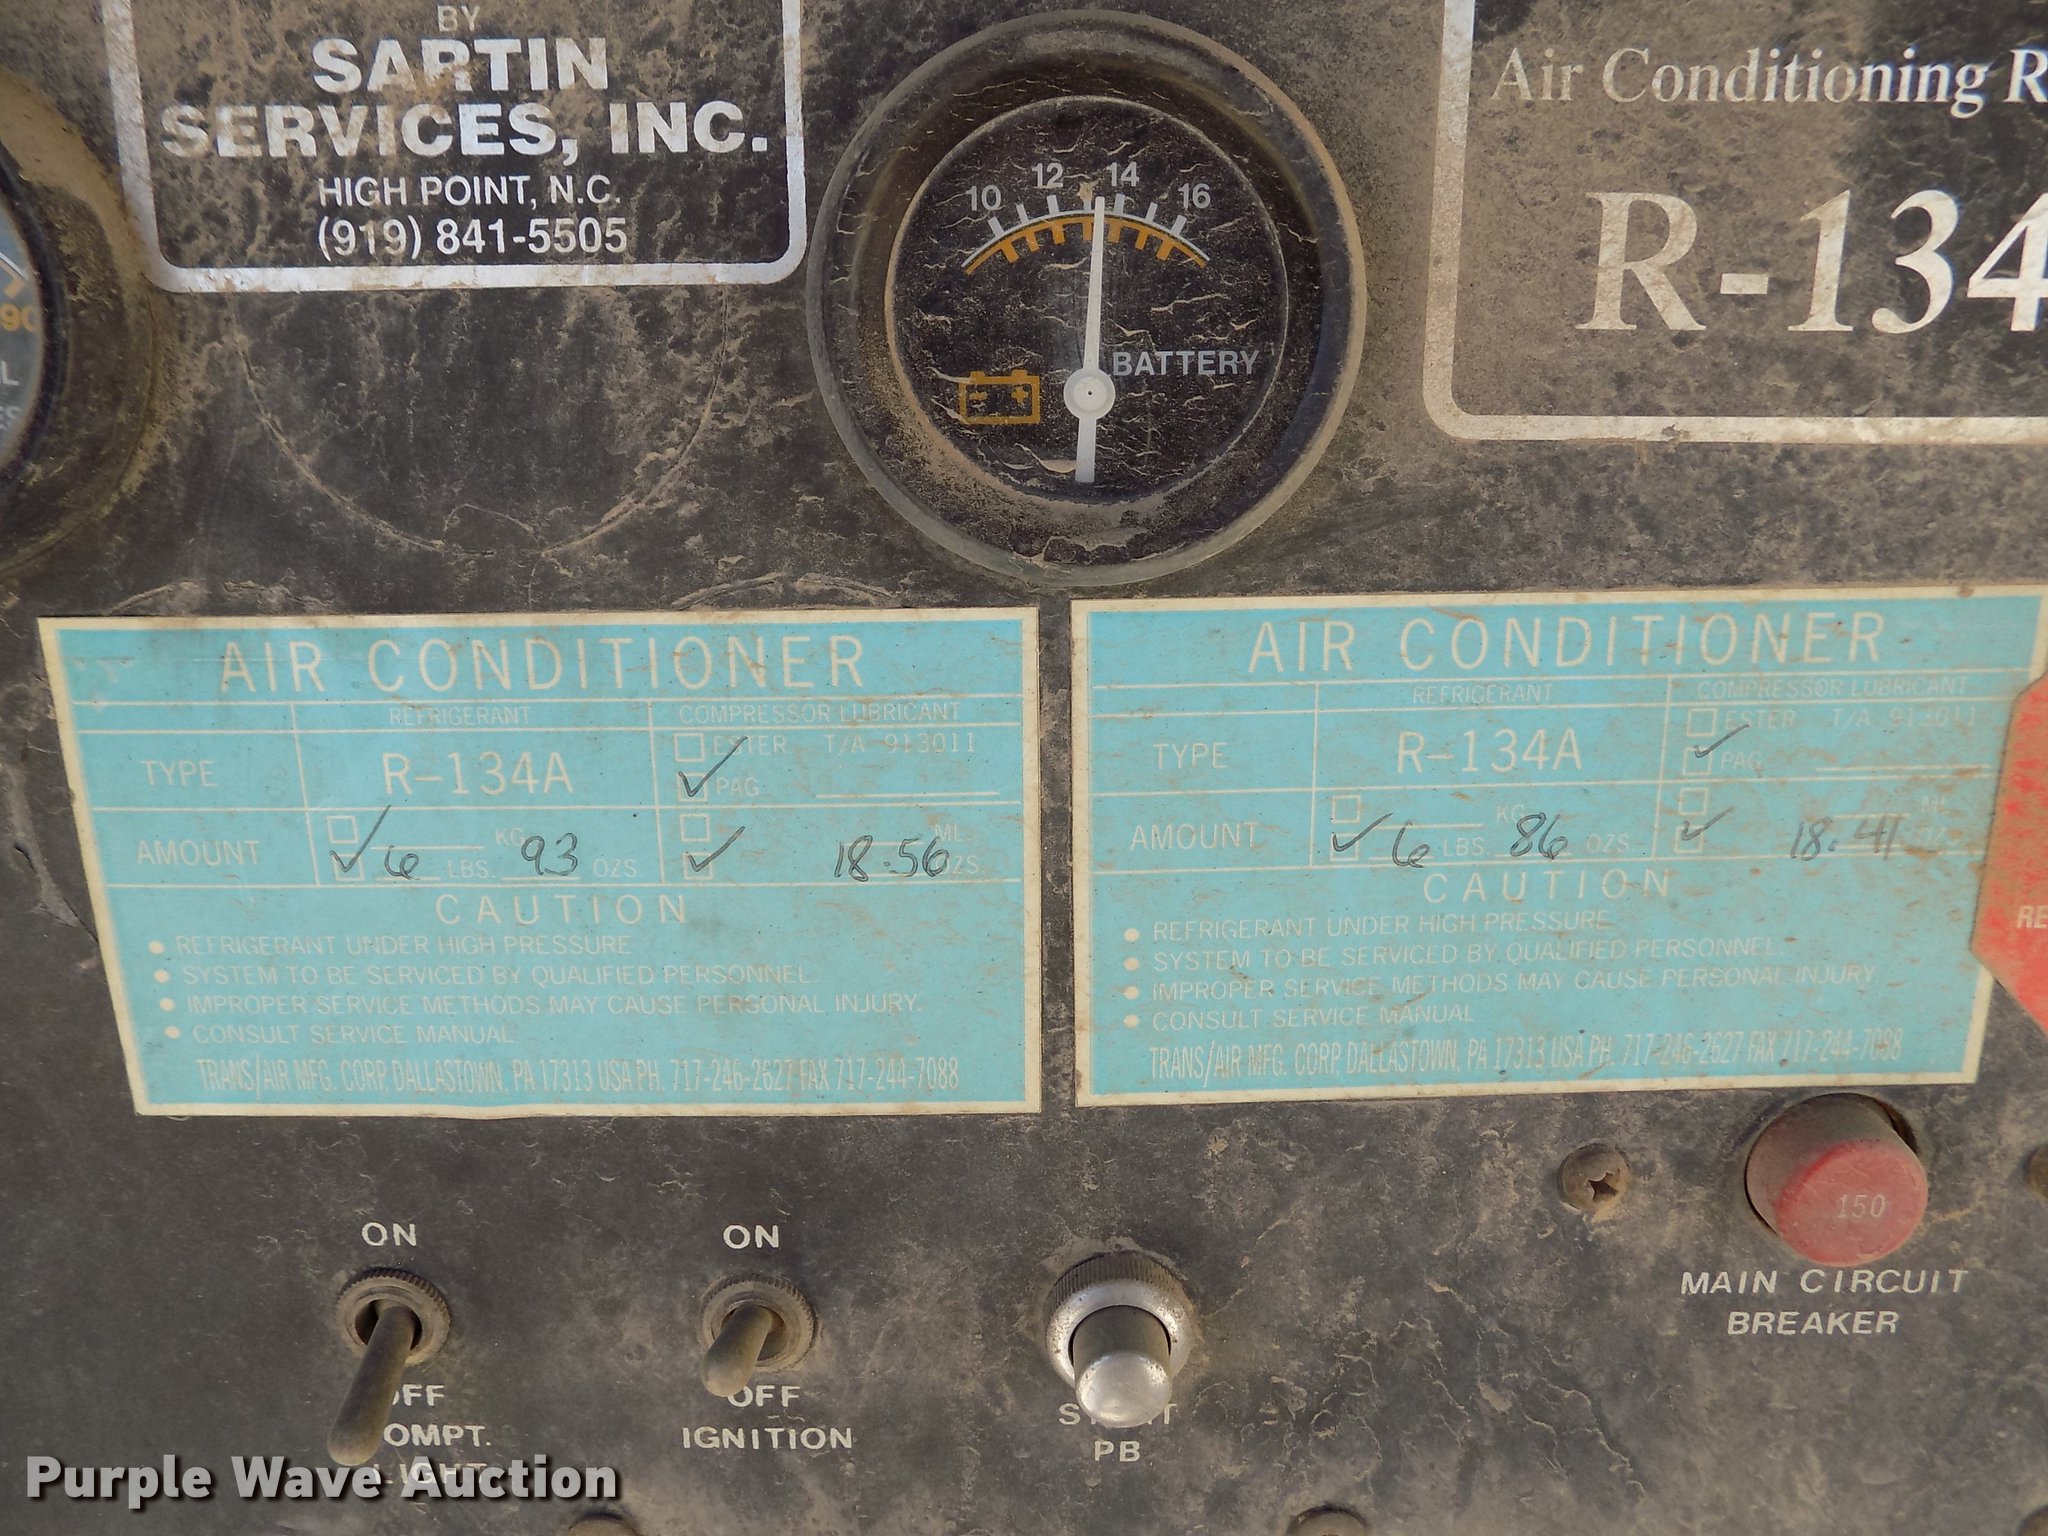 BY
SARTIN
SERVICES, INC.
HIGH POINT, N.C.
(919) 841-5505
10 12 14 16
BATTERY
- +
Air Conditioning R
R-134
90
AIR CONDITIONER
REFRIGERANT
COMPRESSOR LUBRICANT
TYPE
R-134A
ESTER T/A 913011
PAG
AMOUNT
KG
6 LBS. 93 OZS.
ML
18.56 OZS.
CAUTION
• REFRIGERANT UNDER HIGH PRESSURE
• SYSTEM TO BE SERVICED BY QUALIFIED PERSONNEL.
• IMPROPER SERVICE METHODS MAY CAUSE PERSONAL INJURY.
• CONSULT SERVICE MANUAL
TRANS/AIR MFG. CORP. DALLASTOWN, PA 17313 USA PH. 717-246-2627 FAX 717-244-7088
AIR CONDITIONER
REFRIGERANT
COMPRESSOR LUBRICANT
TYPE
R-134A
ESTER T/A 913011
PAG
AMOUNT
KG
6 LBS. 86 OZS.
ML
18.41 OZ
CAUTION
• REFRIGERANT UNDER HIGH PRESSURE
• SYSTEM TO BE SERVICED BY QUALIFIED PERSONNEL.
• IMPROPER SERVICE METHODS MAY CAUSE PERSONAL INJURY
• CONSULT SERVICE MANUAL
TRANS/AIR MFG. CORP. DALLASTOWN, PA 17313 USA PH. 717-246-2627 FAX 717-244-7088
RE
150
MAIN CIRCUIT
BREAKER
ON
OFF
OMPT.
LIGHT
ON
OFF
IGNITION
PB
Purple Wave Auction